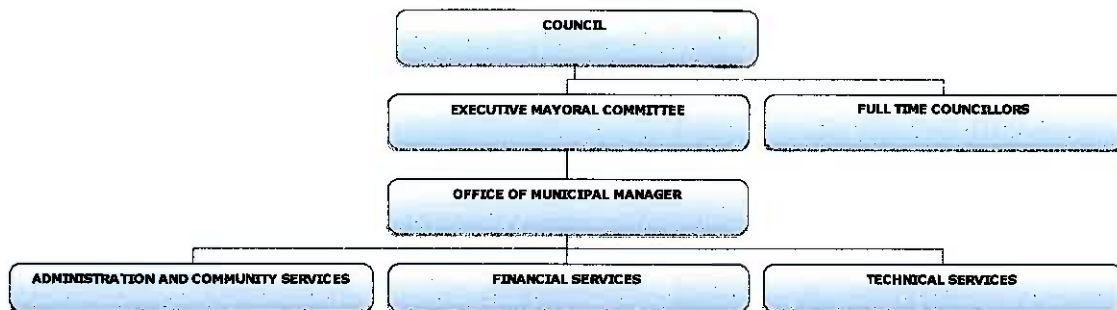 COUNCIL
EXECUTIVE MAYORAL COMMITTEE
FULL TIME COUNCILLORS
OFFICE OF MUNICIPAL MANAGER
ADMINISTRATION AND COMMUNITY SERVICES
FINANCIAL SERVICES
TECHNICAL SERVICES